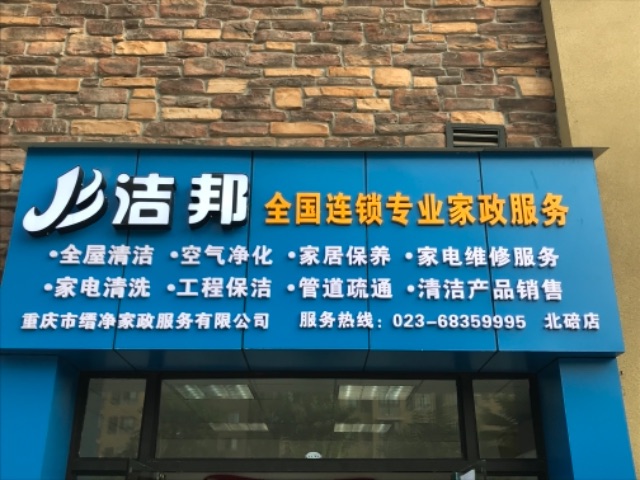 洁邦 全国连锁专业家政服务
·全屋清洁 ·空气净化 ·家居保养 ·家电维修服务
·家电清洗 ·工程保洁 ·管道疏通 ·清洁产品销售
重庆市缙净家政服务有限公司 服务热线：023-68359995 北碚店